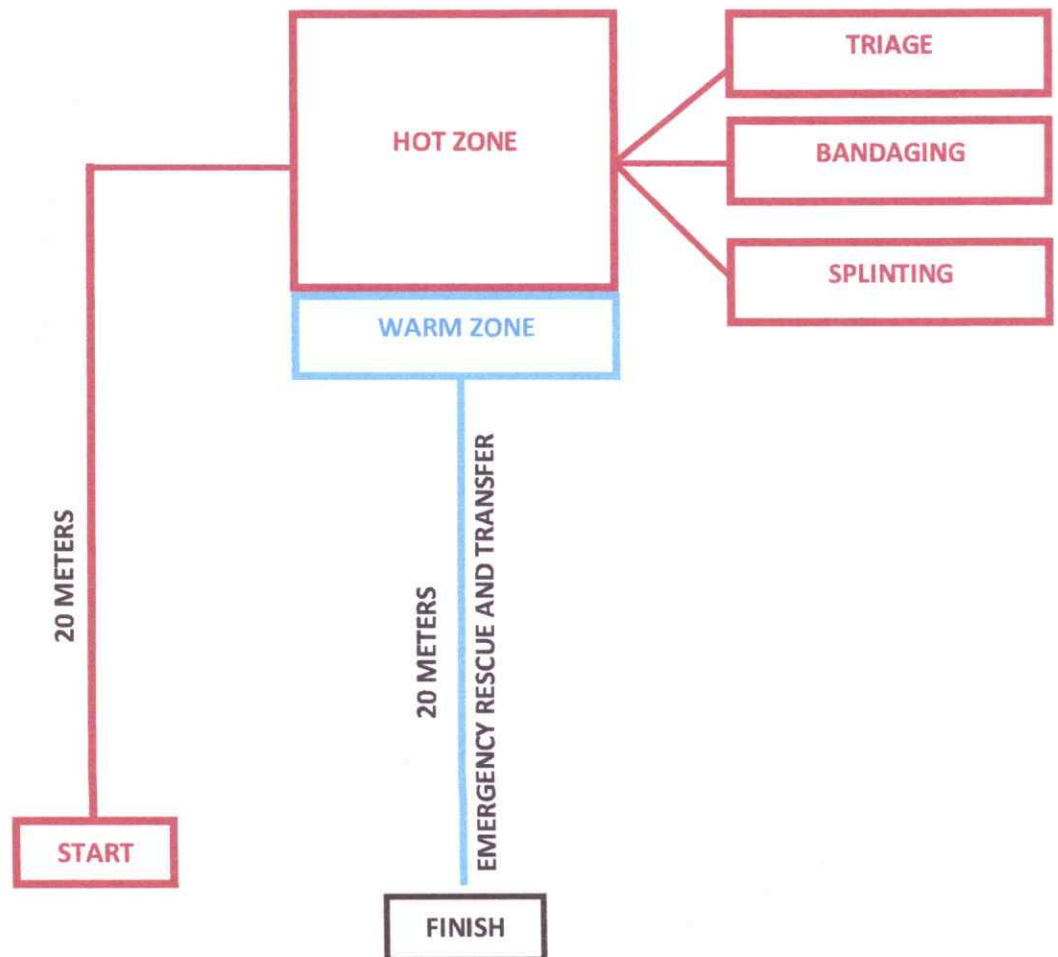 TRIAGE
HOT ZONE
BANDAGING
SPLINTING
WARM ZONE
20 METERS
20 METERS
EMERGENCY RESCUE AND TRANSFER
START
FINISH